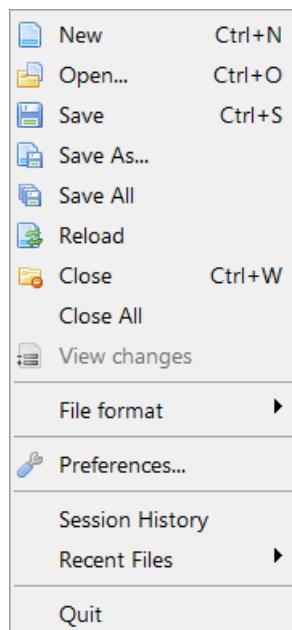 New Ctrl+N
Open... Ctrl+O
Save Ctrl+S
Save As...
Save All
Reload
Close Ctrl+W
Close All
View changes
File format
Preferences...
Session History
Recent Files
Quit